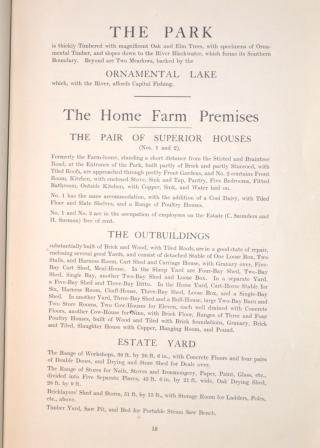 THE PARK
is thickly Timbered with magnificent Oak and Elm Trees, with specimens of Orna-
mental Timber, and slopes down to the River Blackwater, which forms its Southern
Boundary. Beyond are Two Meadows, backed by the
ORNAMENTAL LAKE
which, with the River, affords Capital Fishing.
The Home Farm Premises
THE PAIR OF SUPERIOR HOUSES
(Nos. 1 and 2),
Formerly the Farm-house, standing a short distance from the Stisted and Braintree
Road, at the Entrance of the Park, built partly of Brick and partly Stuccoed, with
Tiled Roofs, are approached through pretty Front Gardens, and No. 2 contains Front
Room, Kitchen, with enclosed Stove, Sink and Tap, Pantry, Five Bedrooms, Fitted
Bathroom, Outside Kitchen, with Copper, Sink, and Water laid on.
No. 1 has the same accommodation, with the addition of a Cool Dairy, with Tiled
Floor and Slate Shelves, and a Range of Poultry Houses.
No. 1 and No. 2 are in the occupation of employees on the Estate (C. Saunders and
H. Surman) free of rent.
THE OUTBUILDINGS
substantially built of Brick and Wood, with Tiled Roofs, are in a good state of repair,
enclosing several good Yards, and consist of detached Stable of One Loose Box, Two
Stalls, and Harness Room, Cart Shed and Carriage House, with Granary over, Five-
Bay Cart Shed, Meal-House. In the Sheep Yard are Four-Bay Shed, Two-Bay
Shed, Single Bay, another Two-Bay Shed and Loose Box. In a separate Yard,
a Five-Bay Shed and Three-Bay ditto. In the Horse Yard, Cart-Horse Stable for
Six, Harness Room, Chaff-House, Three-Bay Shed, Loose Box, and a Single-Bay
Shed. In another Yard, Three-Bay Shed and a Bull-House; large Two-Bay Barn and
Two Store Rooms, Two Cow-Houses for Eleven, each well drained with Concrete
Floors, another Cow-House for Nine, with Brick Floor, Ranges of Three and Four
Poultry Houses, built of Wood and Tiled with Brick foundations, Granary, Brick
and Tiled, Slaughter House with Copper, Hanging Room, and Pound.
ESTATE YARD
The Range of Workshops, 80 ft. by 20 ft. 6 in., with Concrete Floors and four pairs
of Double Doors, and Drying and Store Shed for Deals over.
The Range of Stores for Nails, Stoves and Ironmongery, Paper, Paint, Glass, etc.,
divided into Five Separate Places, 43 ft. 6 in. by 21 ft. wide, Oak Drying Shed,
28 ft. by 9 ft.
Bricklayers' Shed and Stores, 51 ft. by 13 ft., with Storage Room for Ladders, Poles,
etc., above.
Timber Yard, Saw Pit, and Bed for Portable Steam Saw Bench.